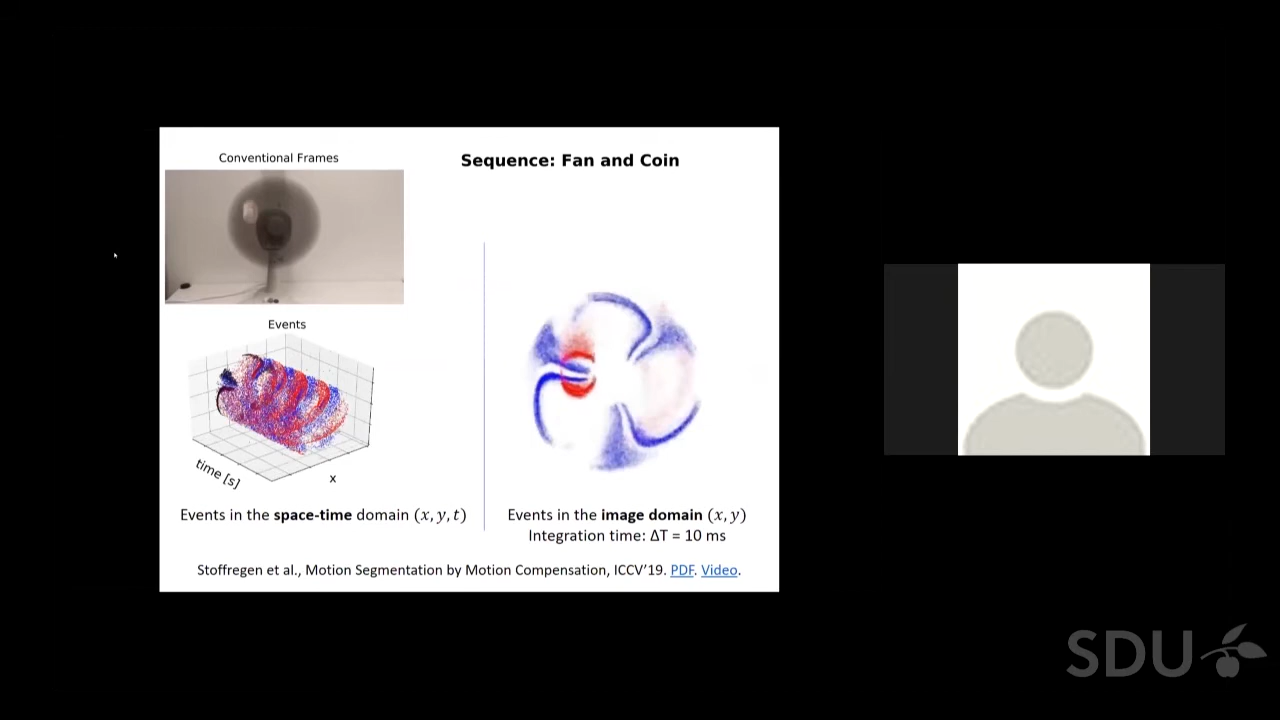 Conventional Frames
Sequence: Fan and Coin
Events
time [s]
x
Events in the space-time domain (x, y, t)
Events in the image domain (x, y)
Integration time: ΔT = 10 ms
Stoffregen et al., Motion Segmentation by Motion Compensation, ICCV'19. PDF. Video.
SDU